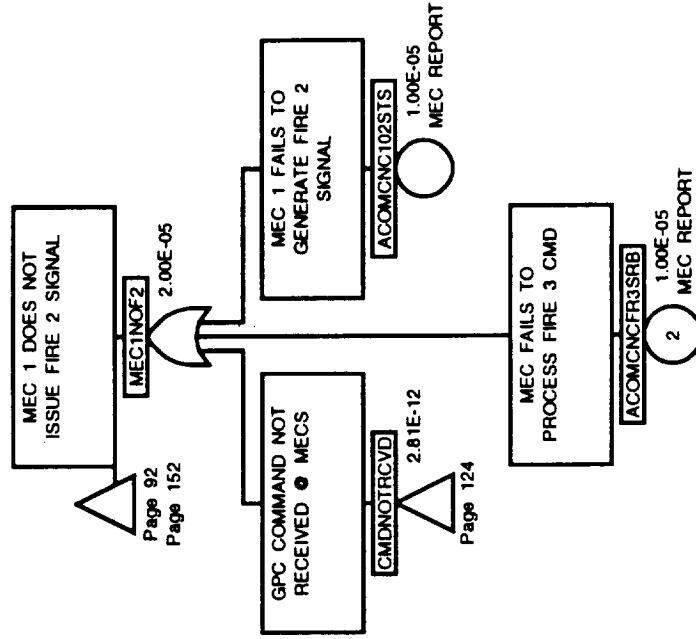 MEC 1 DOES NOT
ISSUE FIRE 2 SIGNAL
MEC1NOF2
2.00E-05
Page 92
Page 152
GPC COMMAND NOT
RECEIVED @ MECS
CMDNOTRCVD
2.81E-12
Page 124
MEC FAILS TO
PROCESS FIRE 3 CMD
ACOMCNCFR3SRB
1.00E-05
MEC REPORT
2
MEC 1 FAILS TO
GENERATE FIRE 2
SIGNAL
ACOMCNC102STS
1.00E-05
MEC REPORT